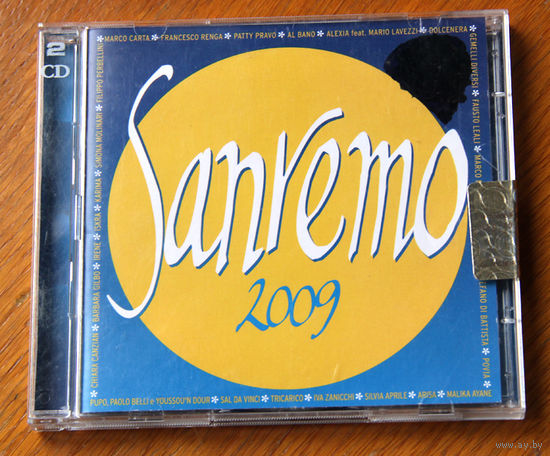 2
CD
* MARCO CARTA * FRANCESCO RENGA * PATTY PRAVO * AL BANO * ALEXIA feat. MARIO LAVEZZI * DOLCENERA
GEMELLI DIVERSI * FAUSTO LEALI * MARCO
STEFANO DI BATTISTA * POVIA *
* CHIARA CANZIAN * BARBARA GILBO * IRENE * ISKRA * KARIMA * SIMONA MOLINARI * FILIPPO PERBELLINI
PUPO, PAOLO BELLI e YOUSSOU'N DOUR * SAL DA VINCI * TRICARICO * IVA ZANICCHI * SILVIA APRILE * ARISA * MALIKA AYANE
Sanremo
2009
www.ay.by